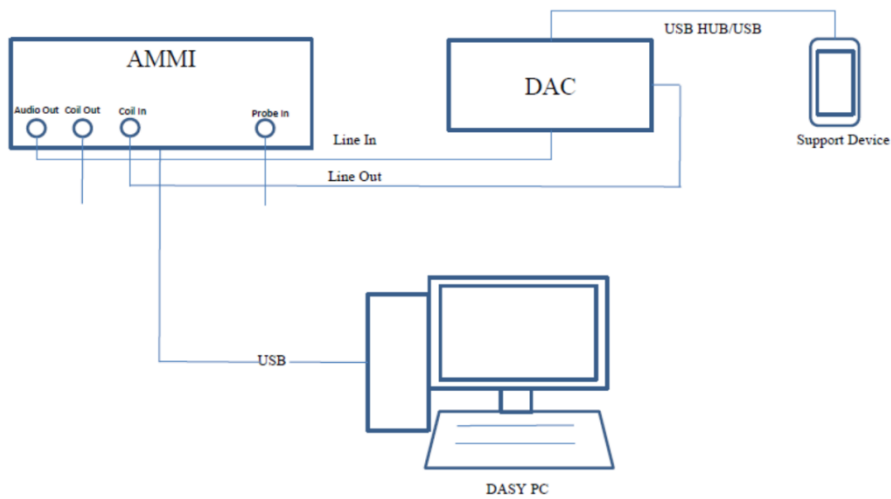 USB HUB/USB
AMMI
DAC
Audio Out Coil Out Coil In Probe In
Line In
Support Device
Line Out
USB
DASY PC